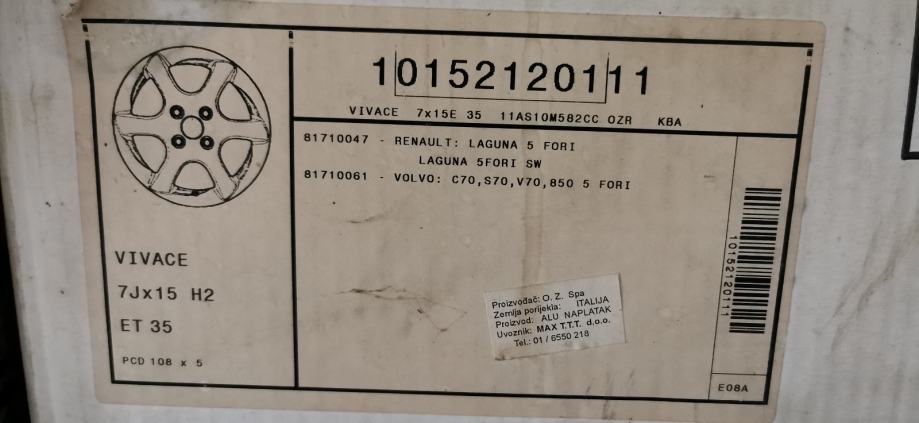 1015212011 1
VIVACE 7x15E 35 11AS10M582CC OZR KBA
81710047 - RENAULT: LAGUNA 5 FORI
LAGUNA 5FORI SW
81710061 - VOLVO: C70,S70,V70,850 5 FORI
VIVACE
7Jx15 H2
ET 35
PCD 108 x 5
Proizvođač: O. Z. Spa
Zemlja porijekla: ITALIJA
Proizvod: ALU NAPLATAK
Uvoznik: MAX T.T.T. d.o.o.
Tel.: 01 / 6550 218
10152120111
E08A